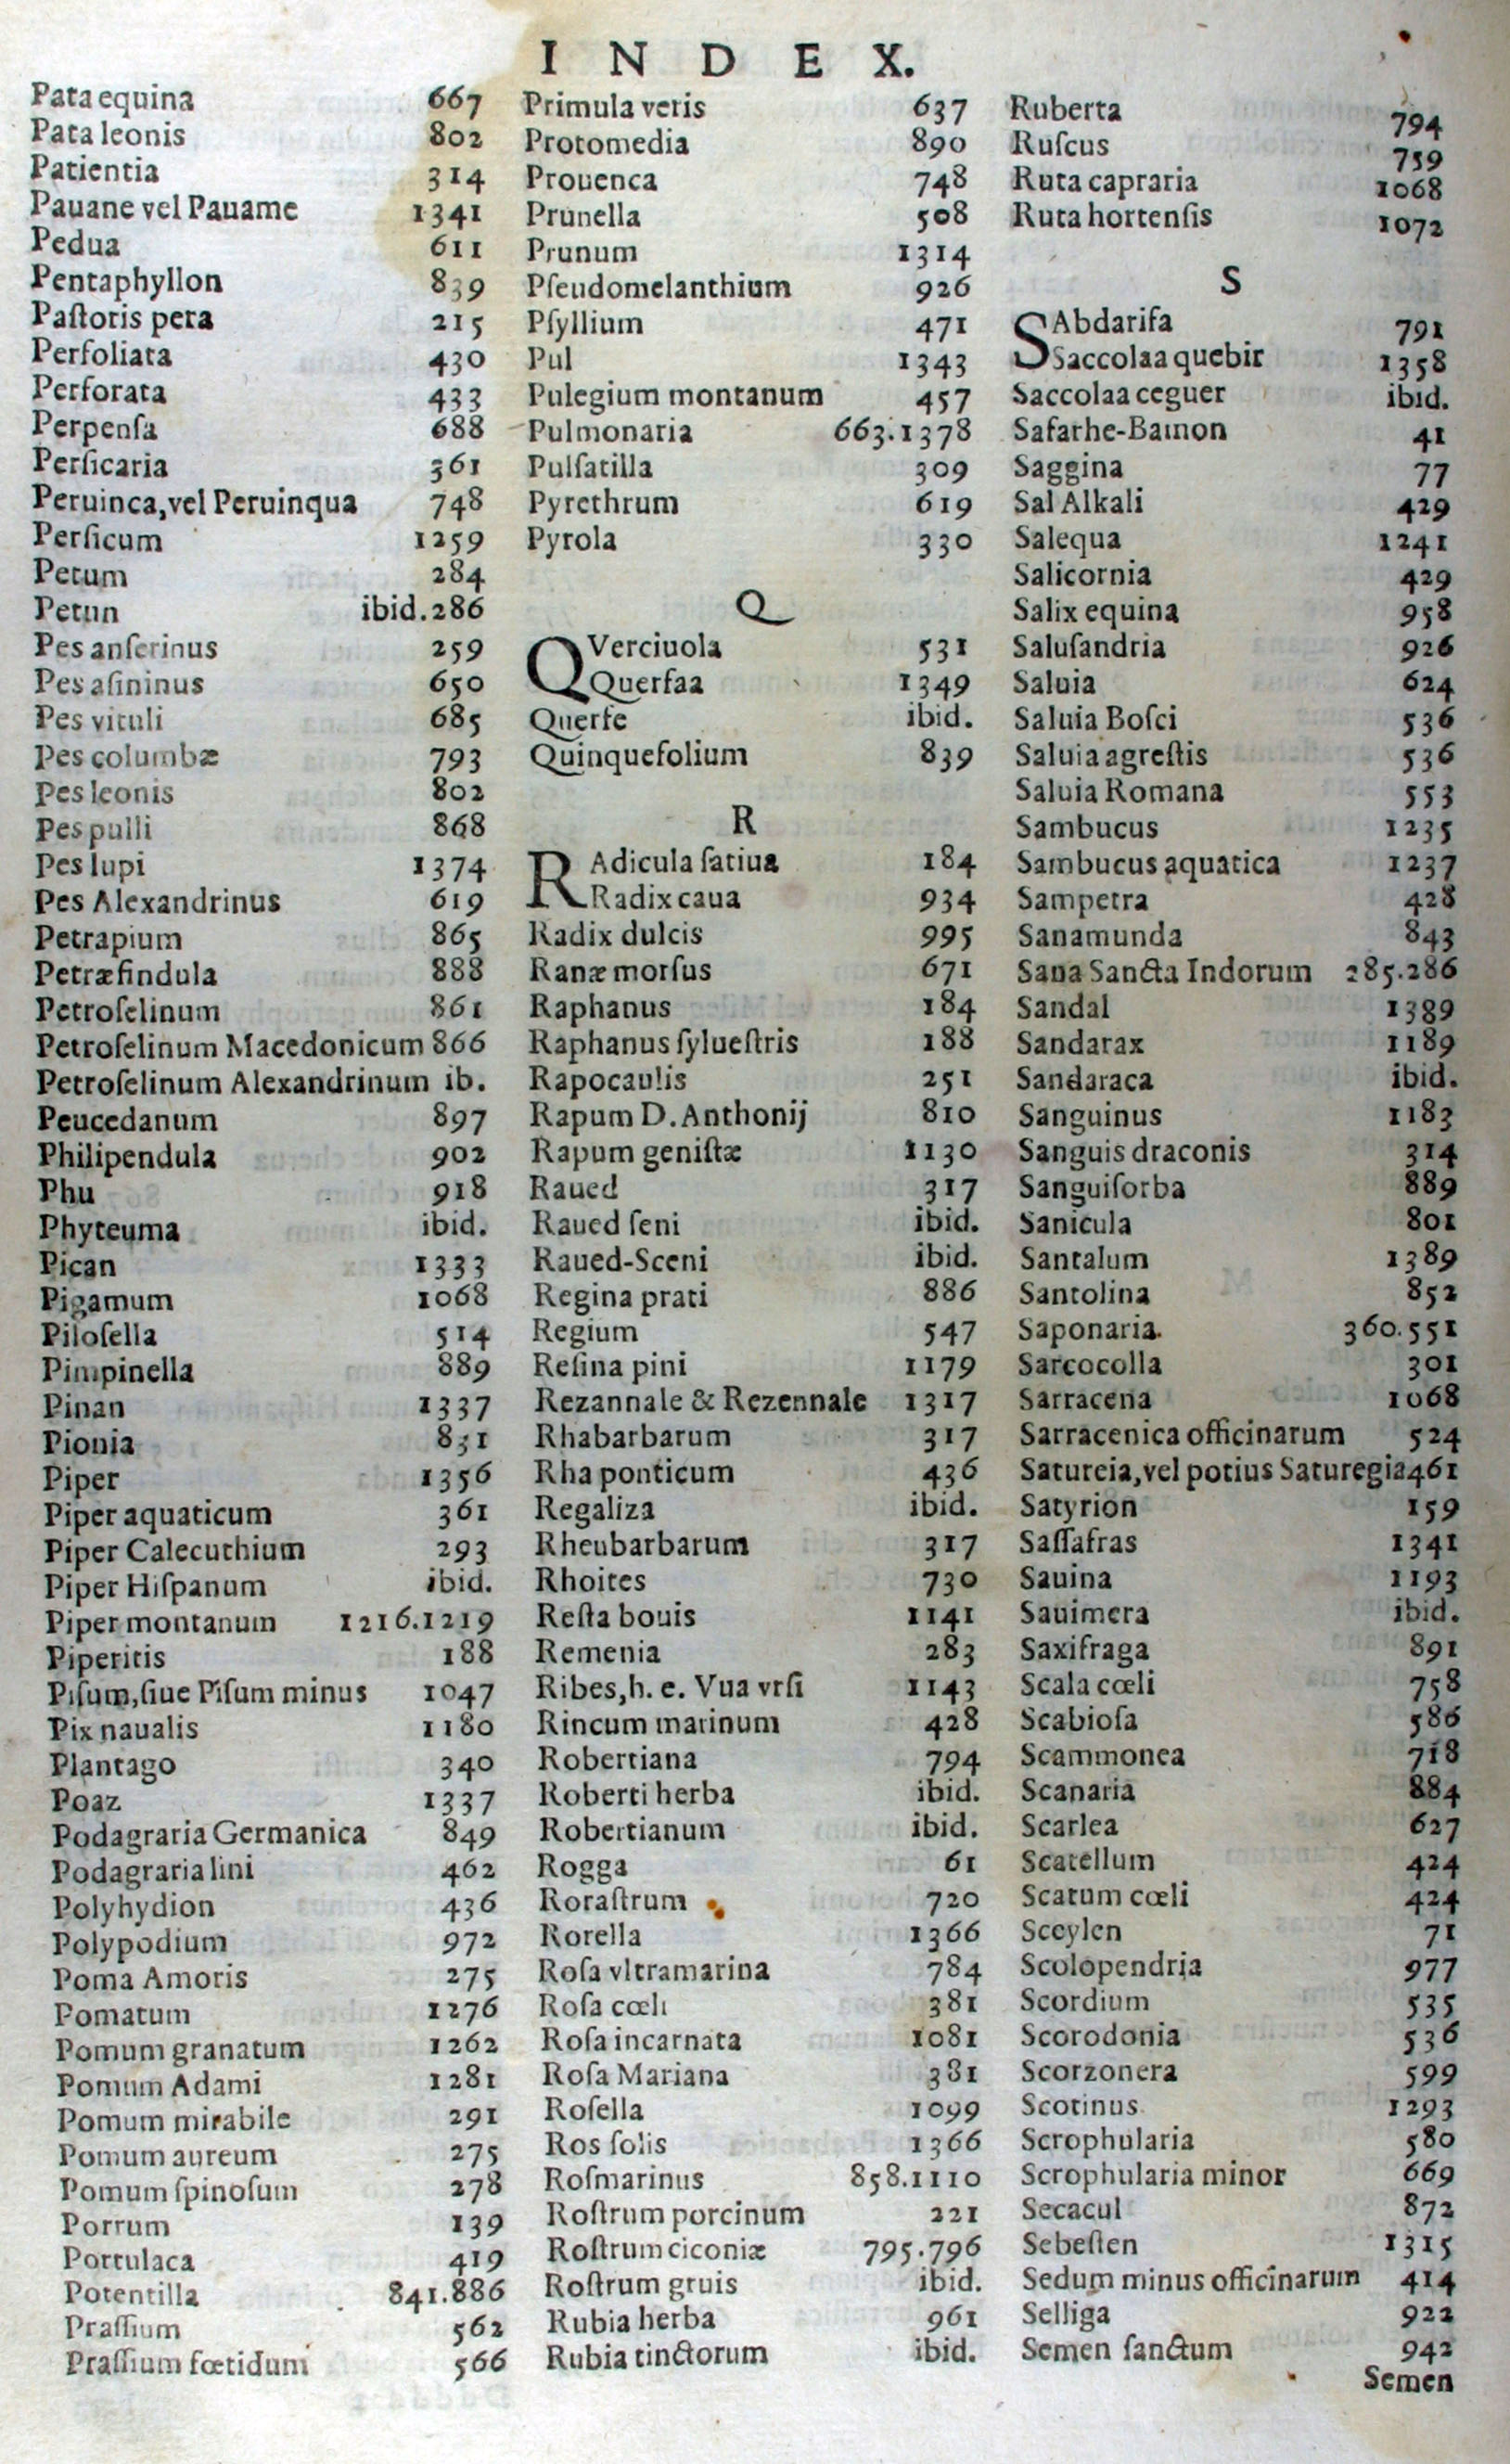 INDEX.
Pata equina 667
Pata leonis 802
Patientia 314
Pauane vel Pauame 1341
Pedua 611
Pentaphyllon 839
Paſtoris pera 215
Perfoliata 430
Perforata 433
Perpenſa 688
Perſicaria 361
Peruinca, vel Peruinqua 748
Perſicum 1259
Petum 284
Petun ibid. 286
Pes anſerinus 259
Pes aſininus 650
Pes vituli 685
Pes columbæ 793
Pes leonis 802
Pes pulli 868
Pes lupi 1374
Pes Alexandrinus 619
Petrapium 865
Petræfindula 888
Petroſelinum 861
Petroſelinum Macedonicum 866
Petroſelinum Alexandrinum ib.
Peucedanum 897
Philipendula 902
Phu 918
Phyteuma ibid.
Pican 1333
Pigamum 1068
Piloſella 514
Pimpinella 889
Pinan 1337
Pionia 831
Piper 1356
Piper aquaticum 361
Piper Calecuthium 293
Piper Hiſpanum ibid.
Piper montanum 1216.1219
Piperitis 188
Piſum, ſiue Piſum minus 1047
Pix naualis 1180
Plantago 340
Poaz 1337
Podagraria Germanica 849
Podagraria lini 462
Polyhydion 436
Polypodium 972
Poma Amoris 275
Pomatum 1276
Pomum granatum 1262
Pomum Adami 1281
Pomum mirabile 291
Pomum aureum 275
Pomum ſpinoſum 278
Porrum 139
Portulaca 419
Potentilla 841.886
Praſſium 562
Praſſium fœtidum 566
Primula veris 637
Protomedia 890
Prouenca 748
Prunella 508
Prunum 1314
Pſeudomelanthium 926
Pſyllium 471
Pul 1343
Pulegium montanum 457
Pulmonaria 663.1378
Pulſatilla 309
Pyrethrum 619
Pyrola 330
Q
QVerciuola 531
Querfaa 1349
Querfe ibid.
Quinquefolium 839
R
RAdicula ſatiua 184
Radix caua 934
Radix dulcis 995
Ranæ morſus 671
Raphanus 184
Raphanus ſylueſtris 188
Rapocaulis 251
Rapum D. Anthonij 810
Rapum geniſtæ 1130
Raued 317
Raued ſeni ibid.
Raued-Sceni ibid.
Regina prati 886
Regium 547
Reſina pini 1179
Rezannale & Rezennale 1317
Rhabarbarum 317
Rha ponticum 436
Regaliza ibid.
Rheubarbarum 317
Rhoites 730
Reſta bouis 1141
Remenia 283
Ribes, h. e. Vua vrſi 1143
Rincum marinum 428
Robertiana 794
Roberti herba ibid.
Robertianum ibid.
Rogga 61
Roraſtrum 720
Rorella 1366
Roſa vltramarina 784
Roſa cœli 381
Roſa incarnata 1081
Roſa Mariana 381
Roſella 1099
Ros ſolis 1366
Roſmarinus 858.1110
Roſtrum porcinum 221
Roſtrum ciconiæ 795.796
Roſtrum gruis ibid.
Rubia herba 961
Rubia tinctorum ibid.
Ruberta 794
Ruſcus 759
Ruta capraria 1068
Ruta hortenſis 1072
S
SAbdarifa 791
Saccolaa quebir 1358
Saccolaa ceguer ibid.
Safarhe-Bamon 41
Saggina 77
Sal Alkali 429
Salequa 1241
Salicornia 429
Salix equina 958
Saluſandria 926
Saluia 624
Saluia Boſci 536
Saluia agreſtis 536
Saluia Romana 553
Sambucus 1235
Sambucus aquatica 1237
Sampetra 428
Sanamunda 843
Sana Sancta Indorum 285.286
Sandal 1389
Sandarax 1189
Sandaraca ibid.
Sanguinus 1183
Sanguis draconis 314
Sanguiſorba 889
Sanicula 801
Santalum 1389
Santolina 852
Saponaria. 360.551
Sarcocolla 301
Sarracena 1068
Sarracenica officinarum 524
Satureia, vel potius Saturegia 461
Satyrion 159
Saſſafras 1341
Sauina 1193
Sauimera ibid.
Saxifraga 891
Scala cœli 758
Scabioſa 586
Scammonea 718
Scanaria 884
Scarlea 627
Scatellum 424
Scatum cœli 424
Sceylen 71
Scolopendria 977
Scordium 535
Scorodonia 536
Scorzonera 599
Scotinus 1293
Scrophularia 580
Scrophularia minor 669
Secacul 872
Sebeſten 1315
Sedum minus officinarum 414
Selliga 922
Semen ſanctum 942
Semen